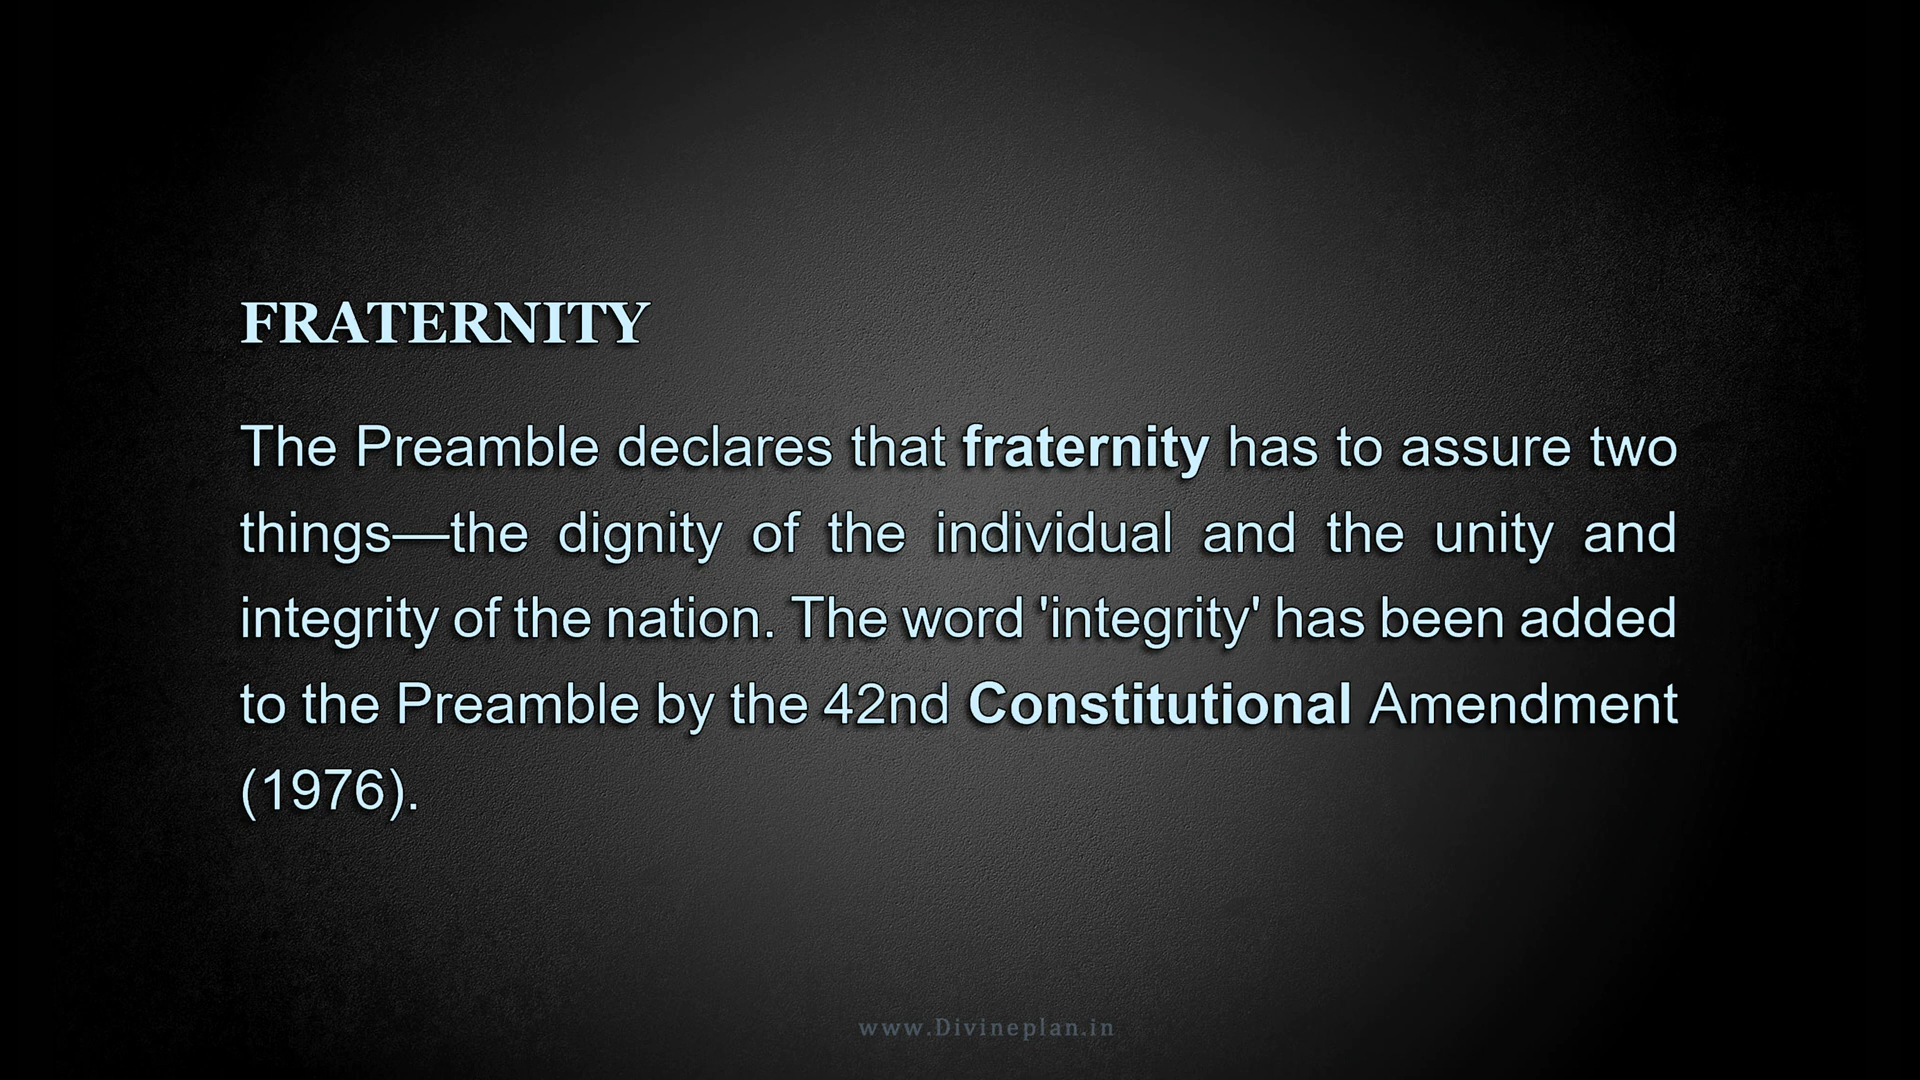 FRATERNITY
The Preamble declares that fraternity has to assure two
things—the dignity of the individual and the unity and
integrity of the nation. The word 'integrity' has been added
to the Preamble by the 42nd Constitutional Amendment
(1976).
www.Divineplan.in